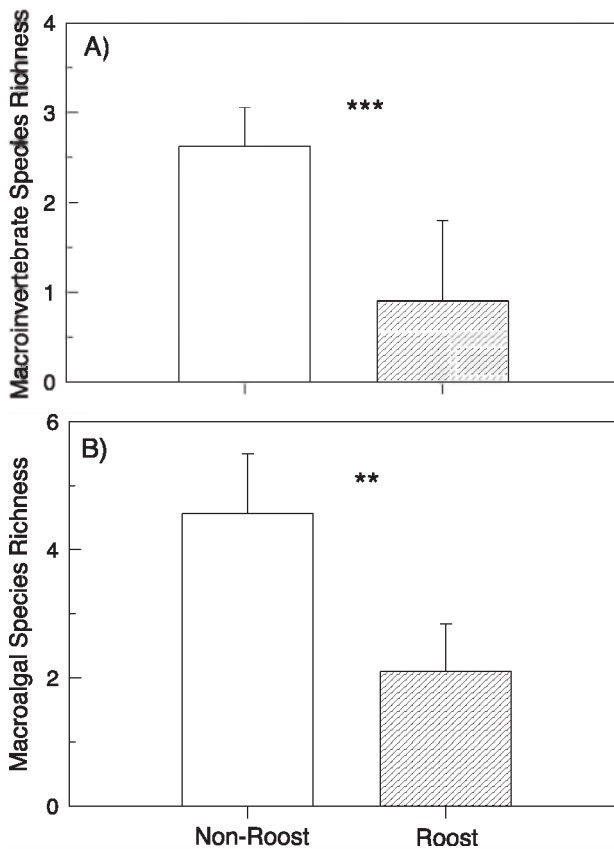 A)
Macroinvertebrate Species Richness
4
3
2
1
0
***
B)
Macroalgal Species Richness
6
4
2
0
**
Non-Roost Roost